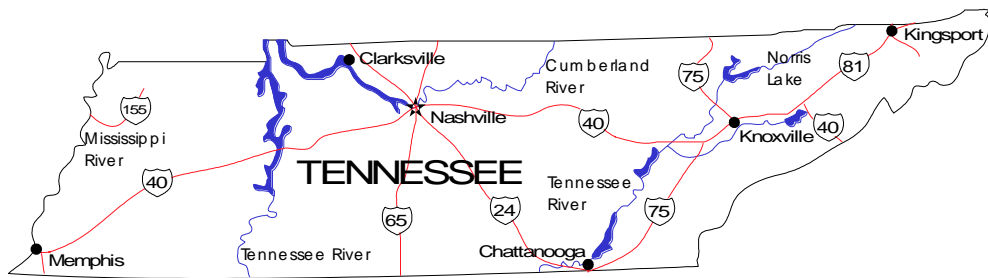 Kingsport
Clarksville
Cumberland
River
Norris
Lake
75
81
155
Nashville
40
Knoxville
40
Mississippi
River
TENNESSEE
40
Tennessee
River
65
24
75
Tennessee River
Chattanooga
Memphis